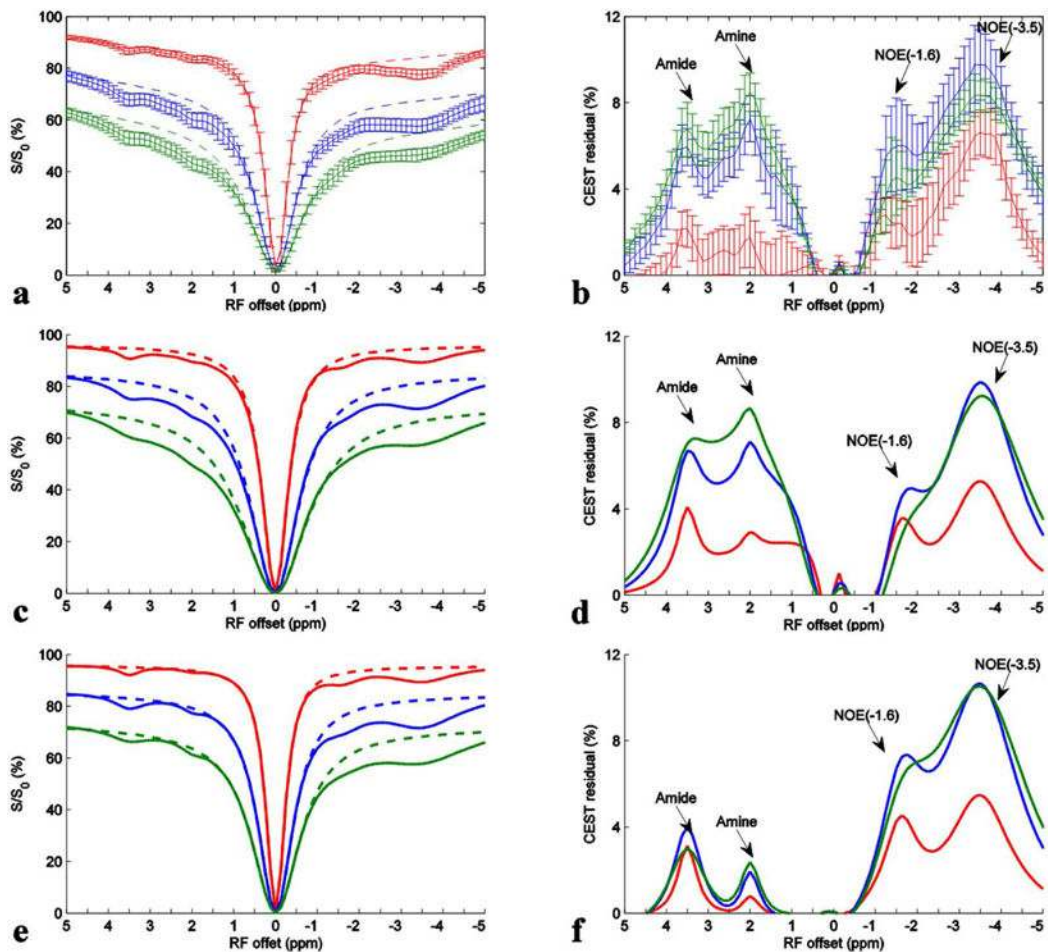 100
80
60
40
20
0
S/S0 (%)
5 4 3 2 1 0 -1 -2 -3 -4 -5
RF offset (ppm)
a
12
8
4
0
CEST residual (%)
Amide
Amine
NOE(-1.6)
NOE(-3.5)
5 4 3 2 1 0 -1 -2 -3 -4 -5
RF offset (ppm)
b
100
80
60
40
20
0
S/S0 (%)
5 4 3 2 1 0 -1 -2 -3 -4 -5
RF offset (ppm)
c
12
8
4
0
CEST residual (%)
Amide
Amine
NOE(-1.6)
NOE(-3.5)
5 4 3 2 1 0 -1 -2 -3 -4 -5
RF offset (ppm)
d
100
80
60
40
20
0
S/S0 (%)
5 4 3 2 1 0 -1 -2 -3 -4 -5
RF offet (ppm)
e
12
8
4
0
CEST residual (%)
Amide
Amine
NOE(-1.6)
NOE(-3.5)
5 4 3 2 1 0 -1 -2 -3 -4 -5
RF offset (ppm)
f